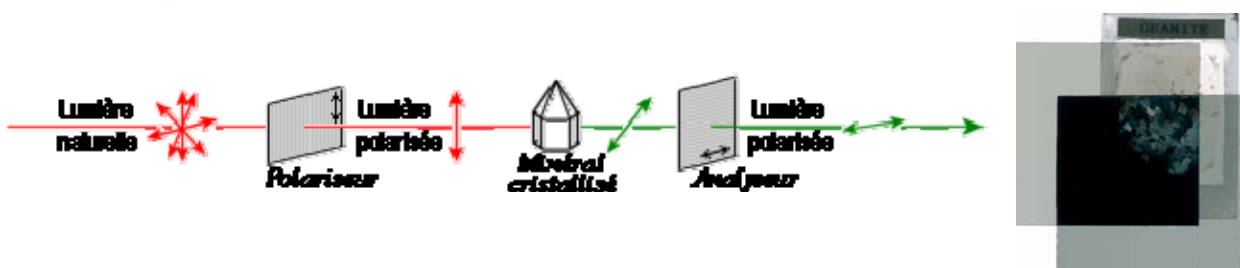 Lumière
naturelle
Polariseur
Lumière
polarisée
Minéral
cristallisé
Analyseur
Lumière
polarisée
GRANITE